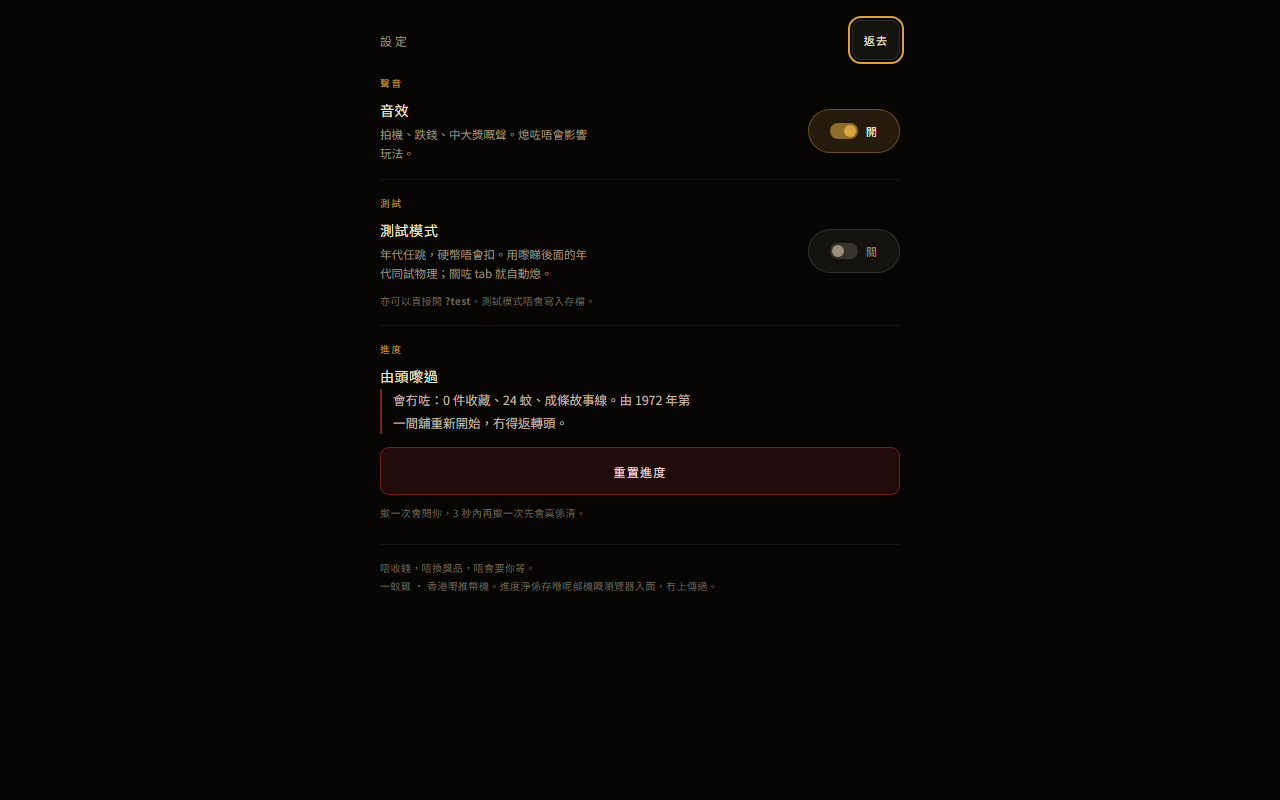 設定
返去
聲音
音效
拍機、跌錢、中大獎嘅聲。熄咗唔會影響
玩法。
開
測試
測試模式
年代任跳，硬幣唔會扣。用嚟睇後面的年
代同試物理；關咗 tab 就自動熄。
關
亦可以直接開 ?test。測試模式唔會寫入存檔。
進度
由頭嚟過
會冇咗：0 件收藏、24 蚊、成條故事線。由 1972 年第
一間舖重新開始，冇得返轉頭。
重置進度
撳一次會問你，3 秒內再撳一次先會真係清。
唔收錢，唔換獎品，唔會要你等。
一蚊雞 · 香港嘢推幣機。進度淨係存喺呢部機嘅瀏覽器入面，冇上傳過。